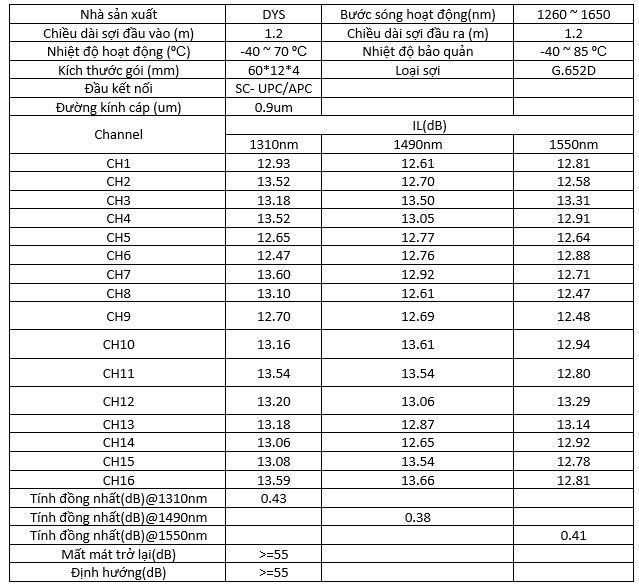 Nhà sản xuất DYS Bước sóng hoạt động(nm) 1260 ~ 1650
Chiều dài sợi đầu vào (m) 1.2 Chiều dài sợi đầu ra (m) 1.2
Nhiệt độ hoạt động (ºC) -40 ~ 70 ºC Nhiệt độ bảo quản -40 ~ 85 ºC
Kích thước gói (mm) 60*12*4 Loại sợi G.652D
Đầu kết nối SC- UPC/APC
Đường kính cáp (um) 0.9um
Channel IL(dB)
1310nm 1490nm 1550nm
CH1 12.93 12.61 12.81
CH2 13.52 12.70 12.58
CH3 13.18 13.50 13.31
CH4 13.52 13.05 12.91
CH5 12.65 12.77 12.64
CH6 12.47 12.76 12.88
CH7 13.60 12.92 12.71
CH8 13.10 12.61 12.47
CH9 12.70 12.69 12.48
CH10 13.16 13.61 12.94
CH11 13.54 13.54 12.80
CH12 13.20 13.06 13.29
CH13 13.18 12.87 13.14
CH14 13.06 12.65 12.92
CH15 13.08 13.54 12.78
CH16 13.59 13.66 12.81
Tính đồng nhất(dB)@1310nm 0.43
Tính đồng nhất(dB)@1490nm 0.38
Tính đồng nhất(dB)@1550nm 0.41
Mất mát trở lại(dB) >=55
Định hướng(dB) >=55